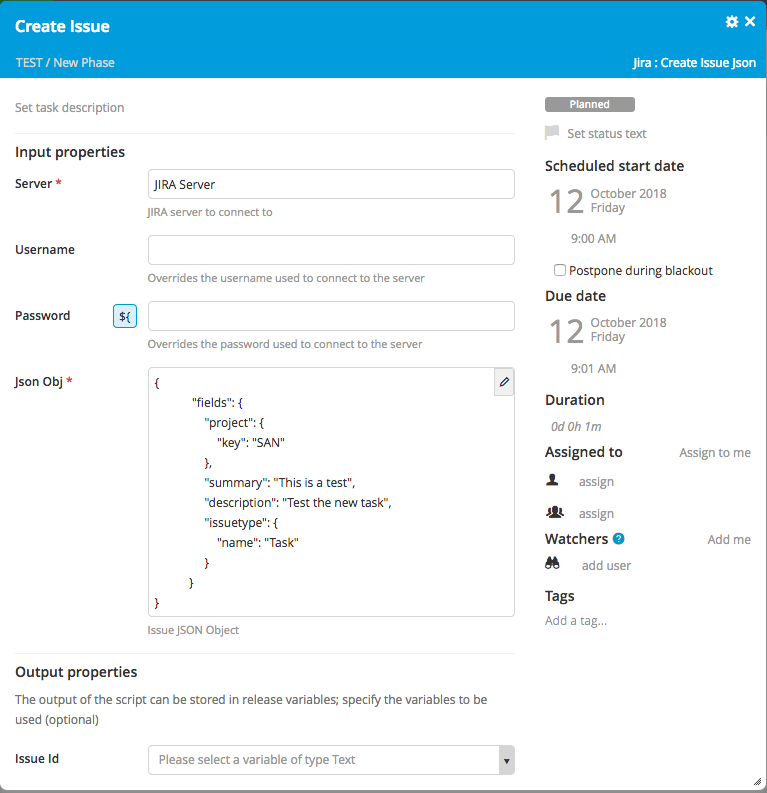 Create Issue
TEST / New Phase
Jira : Create Issue Json
Set task description
Input properties
Server *
JIRA Server
JIRA server to connect to
Username
Overrides the username used to connect to the server
Password
${
Overrides the password used to connect to the server
Json Obj *
{
"fields": {
"project": {
"key": "SAN"
},
"summary": "This is a test",
"description": "Test the new task",
"issuetype": {
"name": "Task"
}
}
}
Issue JSON Object
Output properties
The output of the script can be stored in release variables; specify the variables to be
used (optional)
Issue Id
Please select a variable of type Text
Planned
Set status text
Scheduled start date
12
October 2018
Friday
9:00 AM
Postpone during blackout
Due date
12
October 2018
Friday
9:01 AM
Duration
0d 0h 1m
Assigned to
Assign to me
assign
assign
Watchers ?
Add me
add user
Tags
Add a tag...